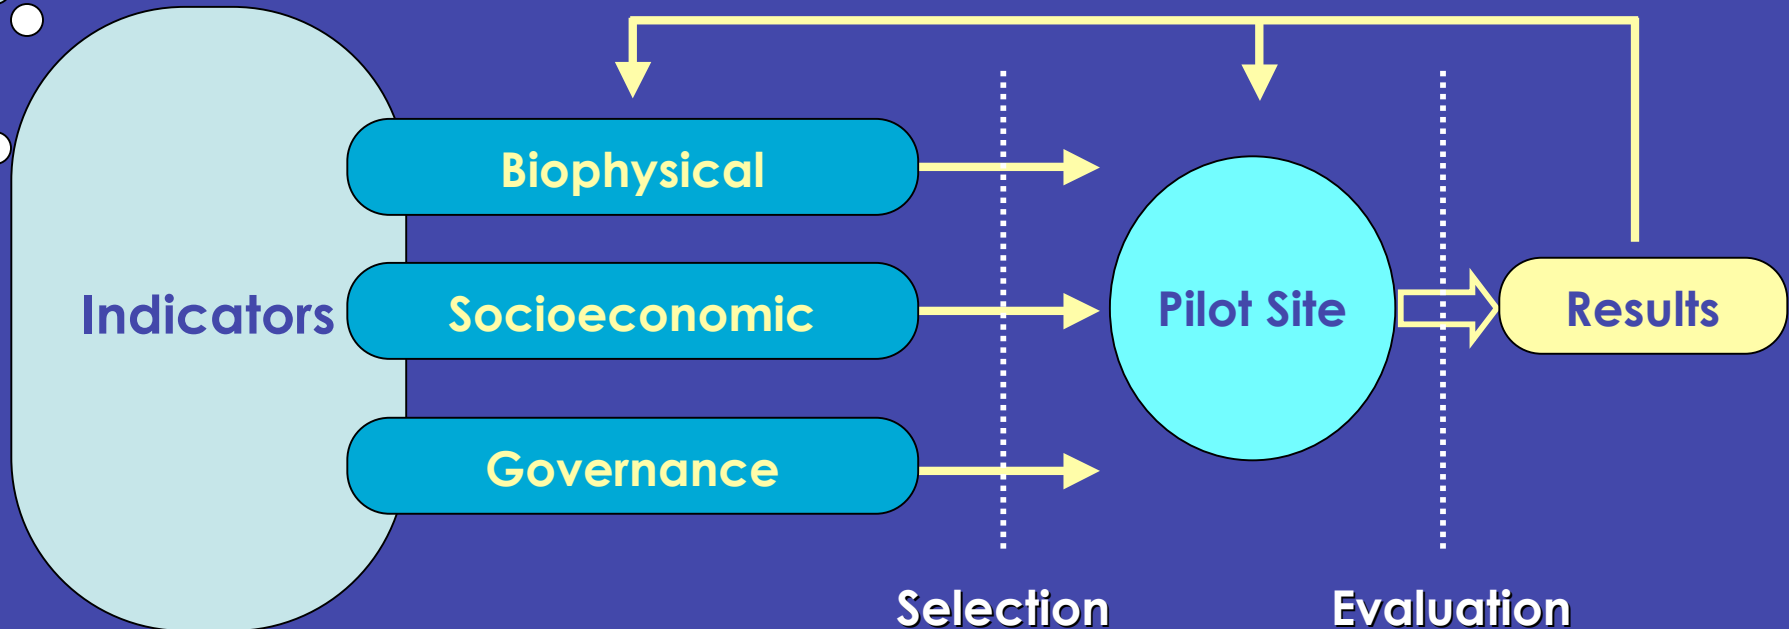 Biophysical
Indicators
Socioeconomic
Governance
Pilot Site
Results
Selection
Evaluation